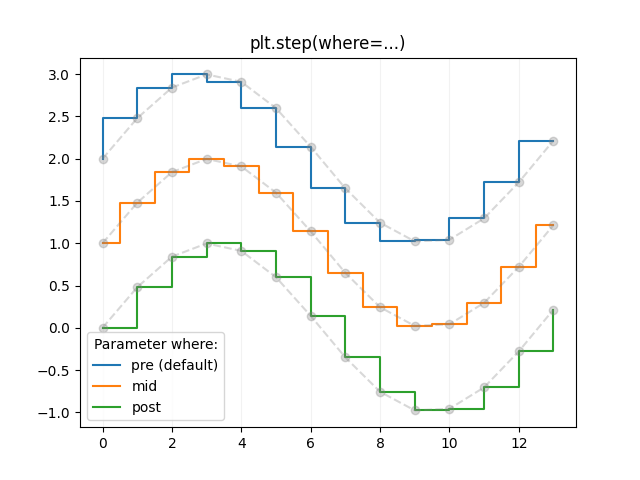 plt.step(where=...)
3.0
2.5
2.0
1.5
1.0
0.5
0.0
−0.5
−1.0
Parameter where:
pre (default)
mid
post
0 2 4 6 8 10 12